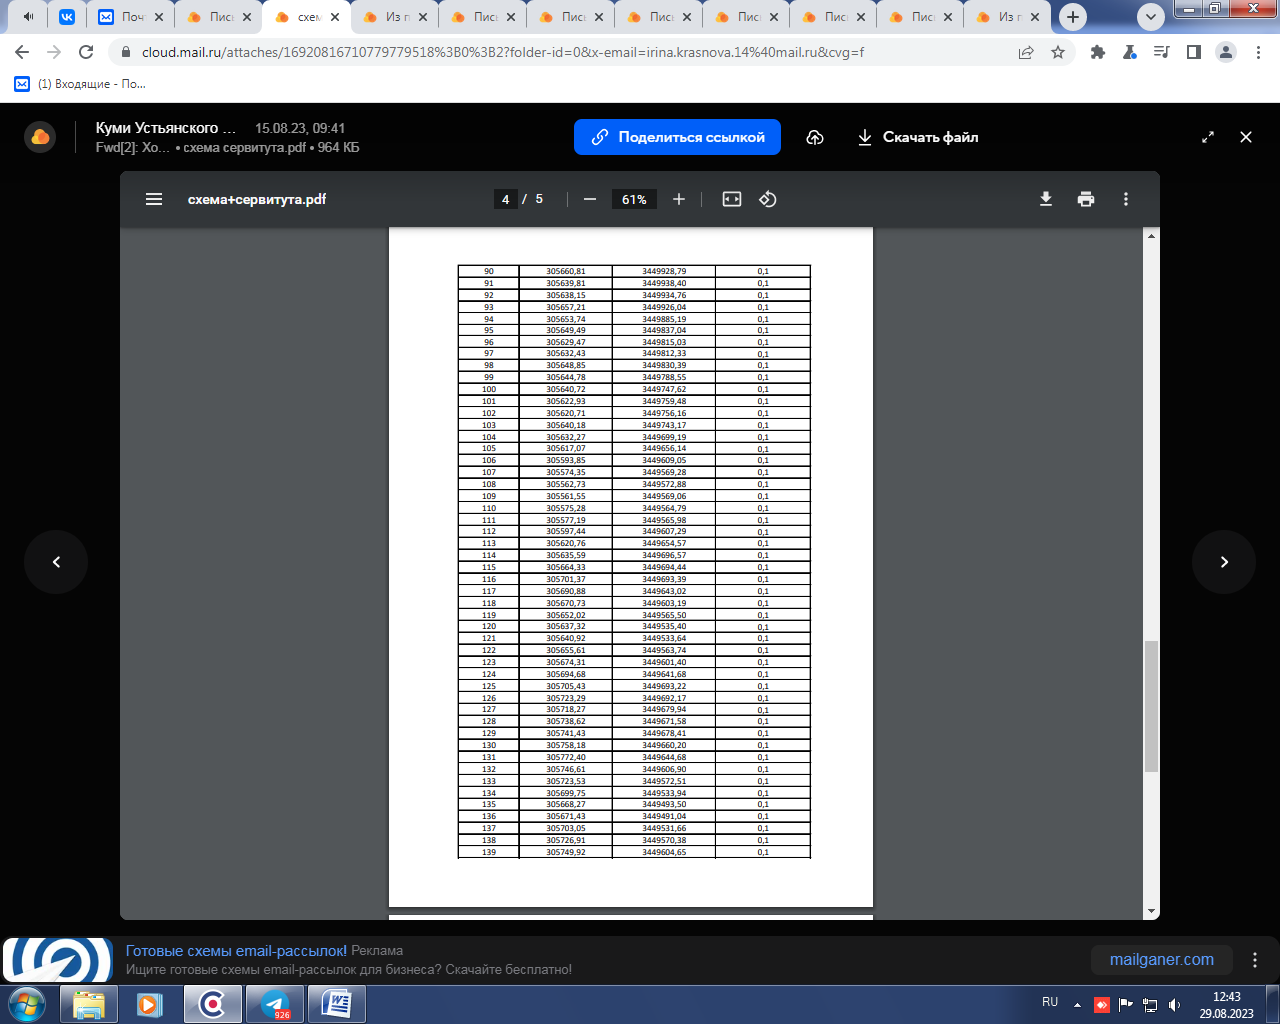 Поч
Пис
схем
Из п
Пис
Пис
Пис
Пис
Пис
Пис
Из п
cloud.mail.ru/attaches/16920816710779779518%3B0%3B2?folder-id=0&x-email=irina.krasnova.14%40mail.ru&cvg=f
(1) Входящие - По...
Куми Устьянского ... 15.08.23, 09:41
Fwd[2]: Хо... • схема сервитута.pdf • 964 КБ
Поделиться ссылкой
Скачать файл
схема+сервитута.pdf
4 / 5
61%
90 305660,81 3449928,79 0,1
91 305639,81 3449938,40 0,1
92 305638,15 3449934,76 0,1
93 305657,21 3449926,04 0,1
94 305653,74 3449885,19 0,1
95 305649,49 3449837,04 0,1
96 305629,47 3449815,03 0,1
97 305632,43 3449812,33 0,1
98 305648,85 3449830,39 0,1
99 305644,78 3449788,55 0,1
100 305640,72 3449747,62 0,1
101 305622,93 3449759,48 0,1
102 305620,71 3449756,16 0,1
103 305640,18 3449743,17 0,1
104 305632,27 3449699,19 0,1
105 305617,07 3449656,14 0,1
106 305593,85 3449609,05 0,1
107 305574,35 3449569,28 0,1
108 305562,73 3449572,88 0,1
109 305561,55 3449569,06 0,1
110 305575,28 3449564,79 0,1
111 305577,19 3449565,98 0,1
112 305597,44 3449607,29 0,1
113 305620,76 3449654,57 0,1
114 305635,59 3449696,57 0,1
115 305664,33 3449694,44 0,1
116 305701,37 3449693,39 0,1
117 305690,88 3449643,02 0,1
118 305670,73 3449603,19 0,1
119 305652,02 3449565,50 0,1
120 305637,32 3449535,40 0,1
121 305640,92 3449533,64 0,1
122 305655,61 3449563,74 0,1
123 305674,31 3449601,40 0,1
124 305694,68 3449641,68 0,1
125 305705,43 3449693,22 0,1
126 305723,29 3449692,17 0,1
127 305718,27 3449679,94 0,1
128 305738,62 3449671,58 0,1
129 305741,43 3449678,41 0,1
130 305758,18 3449660,20 0,1
131 305772,40 3449644,68 0,1
132 305746,61 3449606,90 0,1
133 305723,53 3449572,51 0,1
134 305699,75 3449533,94 0,1
135 305668,27 3449493,50 0,1
136 305671,43 3449491,04 0,1
137 305703,05 3449531,66 0,1
138 305726,91 3449570,38 0,1
139 305749,92 3449604,65 0,1
Готовые схемы email-рассылок! Реклама
Ищите готовые схемы email-рассылок для бизнеса? Скачайте бесплатно!
mailganer.com
926
RU
12:43
29.08.2023